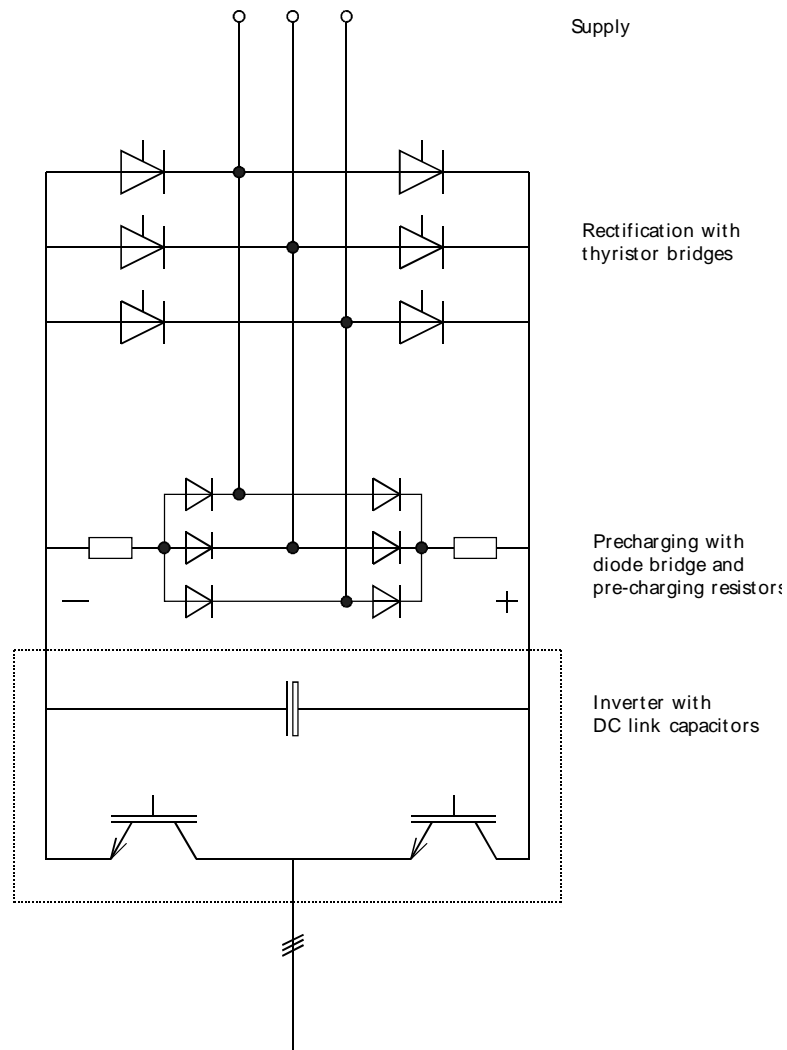 Supply
Rectification with
thyristor bridges
Precharging with
diode bridge and
pre-charging resistors
−
+
Inverter with
DC link capacitors